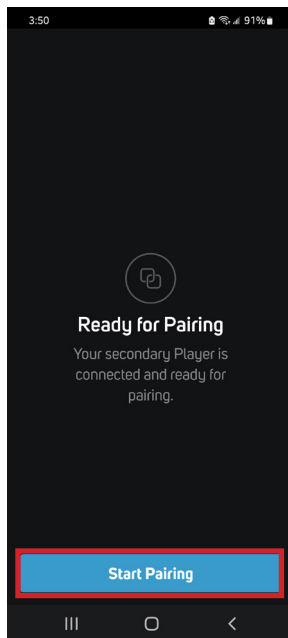 3:50 91%
Ready for Pairing
Your secondary Player is
connected and ready for
pairing.
Start Pairing